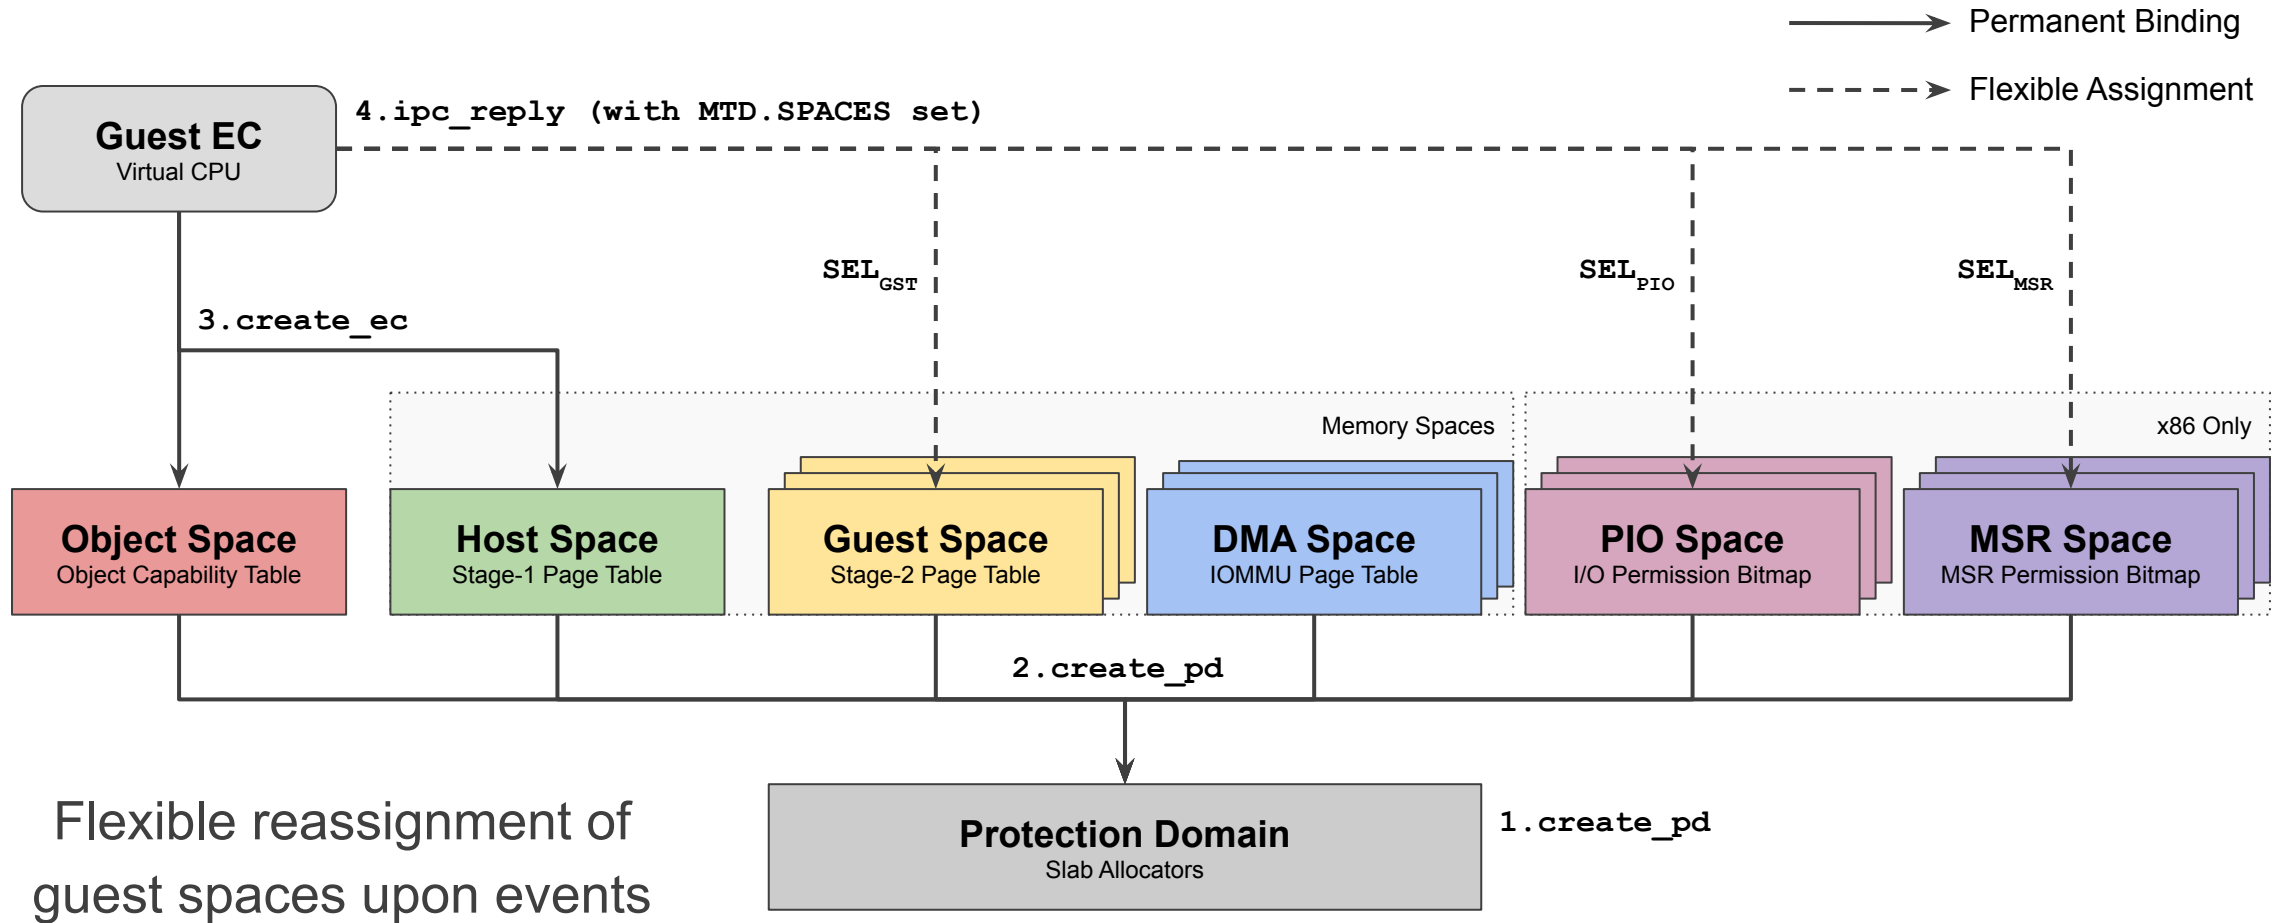 Permanent Binding
Flexible Assignment
4.ipc_reply (with MTD.SPACES set)
Guest EC
Virtual CPU
SEL_GST
SEL_PIO
SEL_MSR
3.create_ec
Memory Spaces
x86 Only
Object Space
Object Capability Table
Host Space
Stage-1 Page Table
Guest Space
Stage-2 Page Table
DMA Space
IOMMU Page Table
PIO Space
I/O Permission Bitmap
MSR Space
MSR Permission Bitmap
2.create_pd
Protection Domain
Slab Allocators
1.create_pd
Flexible reassignment of
guest spaces upon events